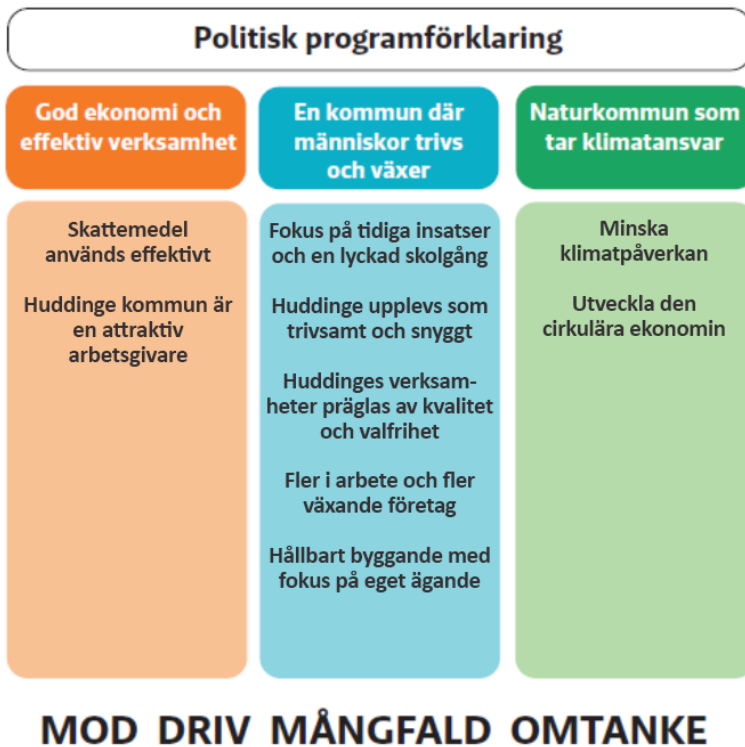 Politisk programförklaring
God ekonomi och
effektiv verksamhet
Skattemedel
används effektivt
Huddinge kommun är
en attraktiv
arbetsgivare
En kommun där
människor trivs
och växer
Fokus på tidiga insatser
och en lyckad skolgång
Huddinge upplevs som
trivsamt och snyggt
Huddinges verksam-
heter präglas av kvalitet
och valfrihet
Fler i arbete och fler
växande företag
Hållbart byggande med
fokus på eget ägande
Naturkommun som
tar klimatansvar
Minska
klimatpåverkan
Utveckla den
cirkulära ekonomin
MOD DRIV MÅNGFALD OMTANKE